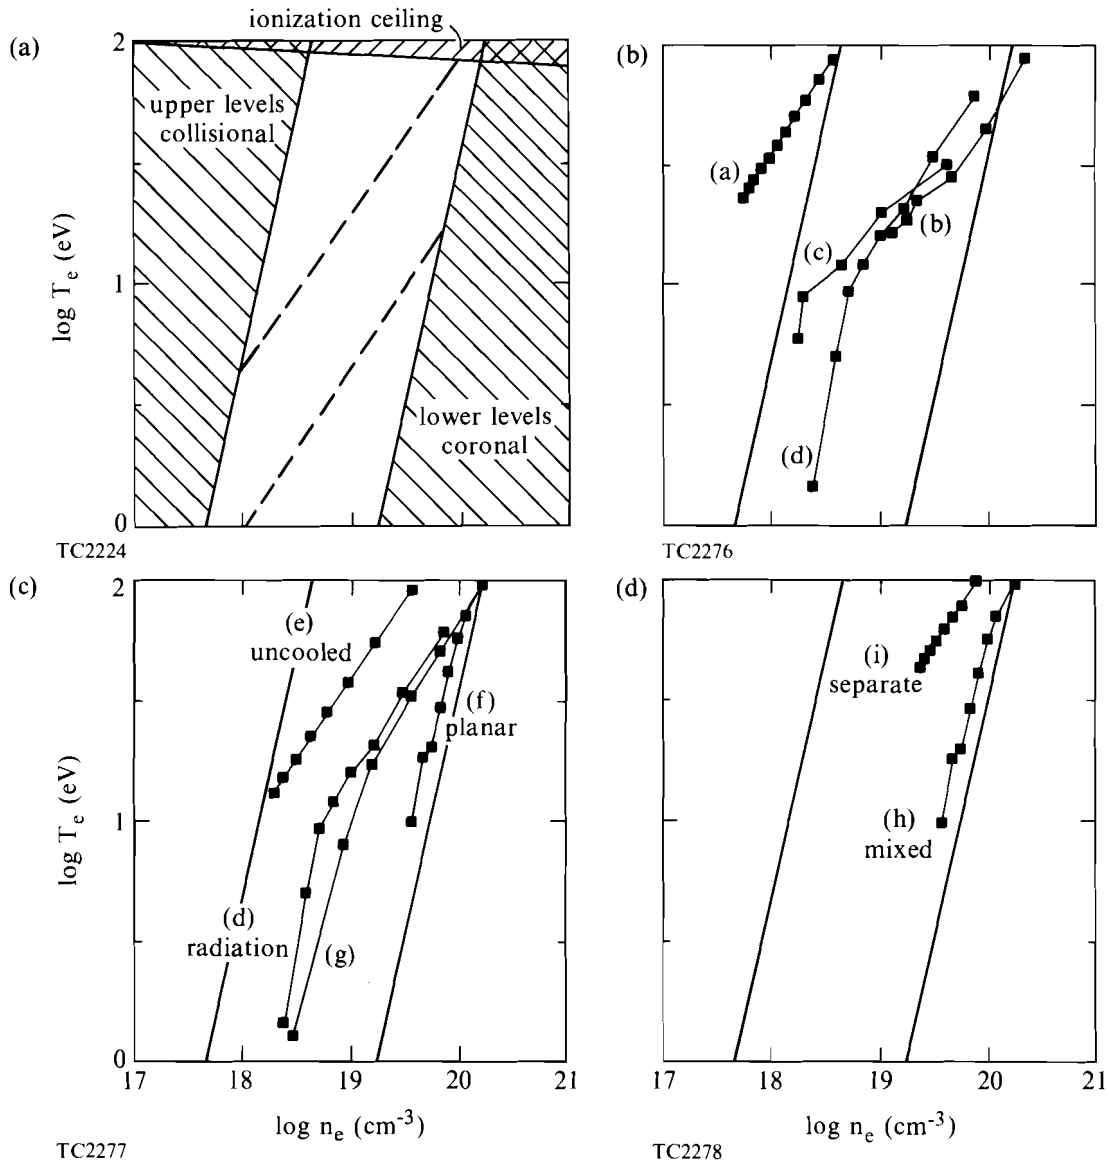 ionization ceiling
(a)
2
upper levels
collisional
log T_e (eV)
1
lower levels
coronal
0
TC2224
(b)
(a)
(b)
(c)
(d)
TC2276
(c)
2
(e)
uncooled
(f)
planar
log T_e (eV)
1
(d)
radiation
(g)
0
17 18 19 20 21
log n_e (cm⁻³)
TC2277
(d)
(i)
separate
(h)
mixed
17 18 19 20 21
log n_e (cm⁻³)
TC2278